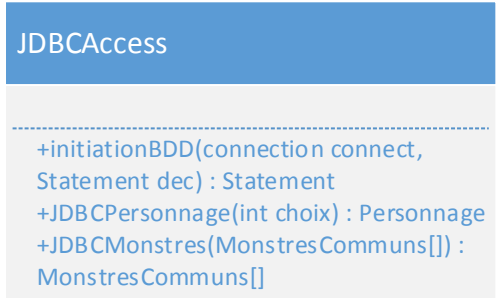 JDBCAccess
+initiationBDD(connection connect,
Statement dec) : Statement
+JDBCPersonnage(int choix) : Personnage
+JDBCMonstres(MonstresCommuns[]) :
MonstresCommuns[]